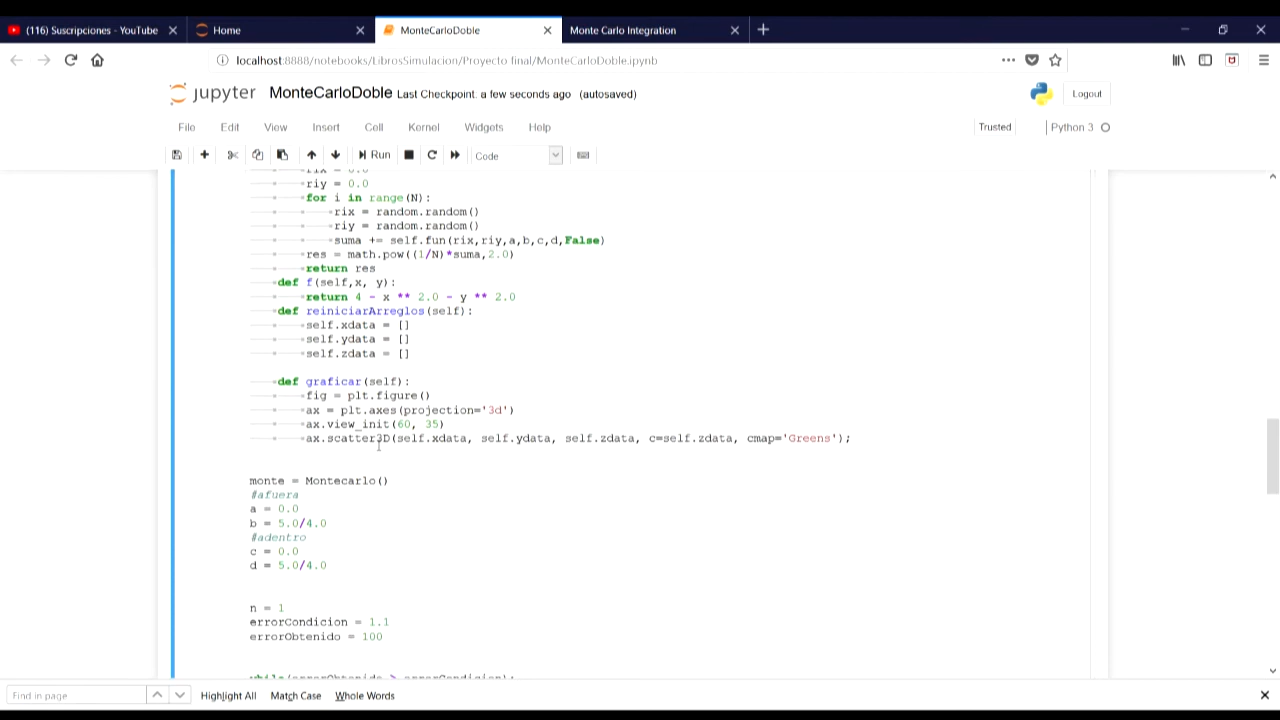 (116) Suscripciones - YouTube
Home
MonteCarloDoble
Monte Carlo Integration
localhost:8888/notebooks/LibrosSimulacion/Proyecto final/MonteCarloDoble.ipynb
jupyter MonteCarloDoble Last Checkpoint: a few seconds ago (autosaved)
Logout
File Edit View Insert Cell Kernel Widgets Help
Trusted Python 3
Run Code
rix = 0.0
riy = 0.0
for i in range(N):
rix = random.random()
riy = random.random()
suma += self.fun(rix,riy,a,b,c,d,False)
res = math.pow((1/N)*suma,2.0)
return res
def f(self,x, y):
return 4 - x ** 2.0 - y ** 2.0
def reiniciarArreglos(self):
self.xdata = []
self.ydata = []
self.zdata = []
def graficar(self):
fig = plt.figure()
ax = plt.axes(projection='3d')
ax.view_init(60, 35)
ax.scatter3D(self.xdata, self.ydata, self.zdata, c=self.zdata, cmap='Greens');
monte = Montecarlo()
#afuera
a = 0.0
b = 5.0/4.0
#adentro
c = 0.0
d = 5.0/4.0
n = 1
errorCondicion = 1.1
errorObtenido = 100
while(errorObtenido > errorCondicion):
Find in page
Highlight All Match Case Whole Words